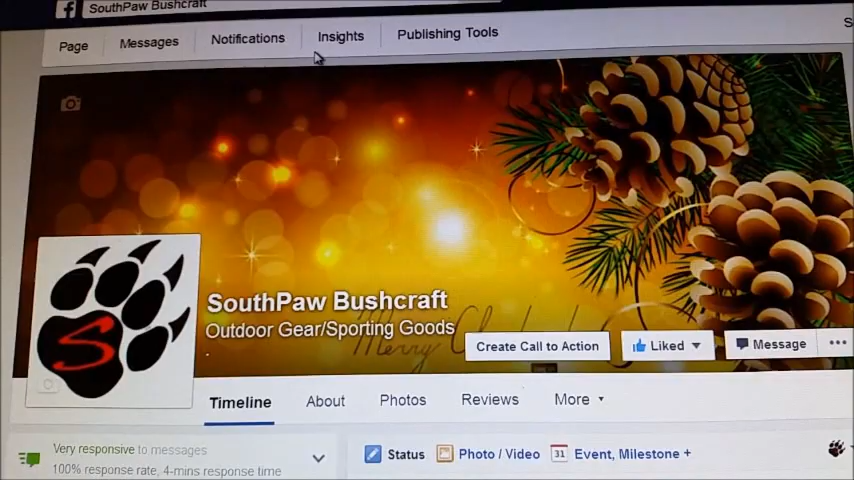 SouthPaw Bushcraft
Page Messages Notifications Insights Publishing Tools
S
SouthPaw Bushcraft
Outdoor Gear/Sporting Goods
Merry
Create Call to Action Liked Message
Timeline About Photos Reviews More
Very responsive to messages
100% response rate, 4-mins response time
Status Photo / Video 31 Event, Milestone +